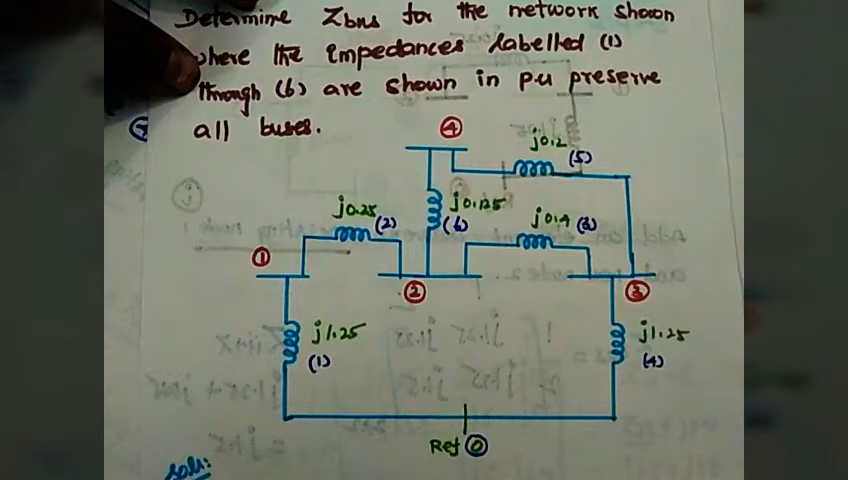 Determine Zbus for the network shown
where the impedances labelled (1)
through (6) are shown in p.u preserve
all buses.
④
j0.2
(5)
j0.25
(2)
j0.125
(6)
j0.4 (3)
①
②
③
j1.25
(1)
j1.25
(4)
Ref ⓪
Soln: